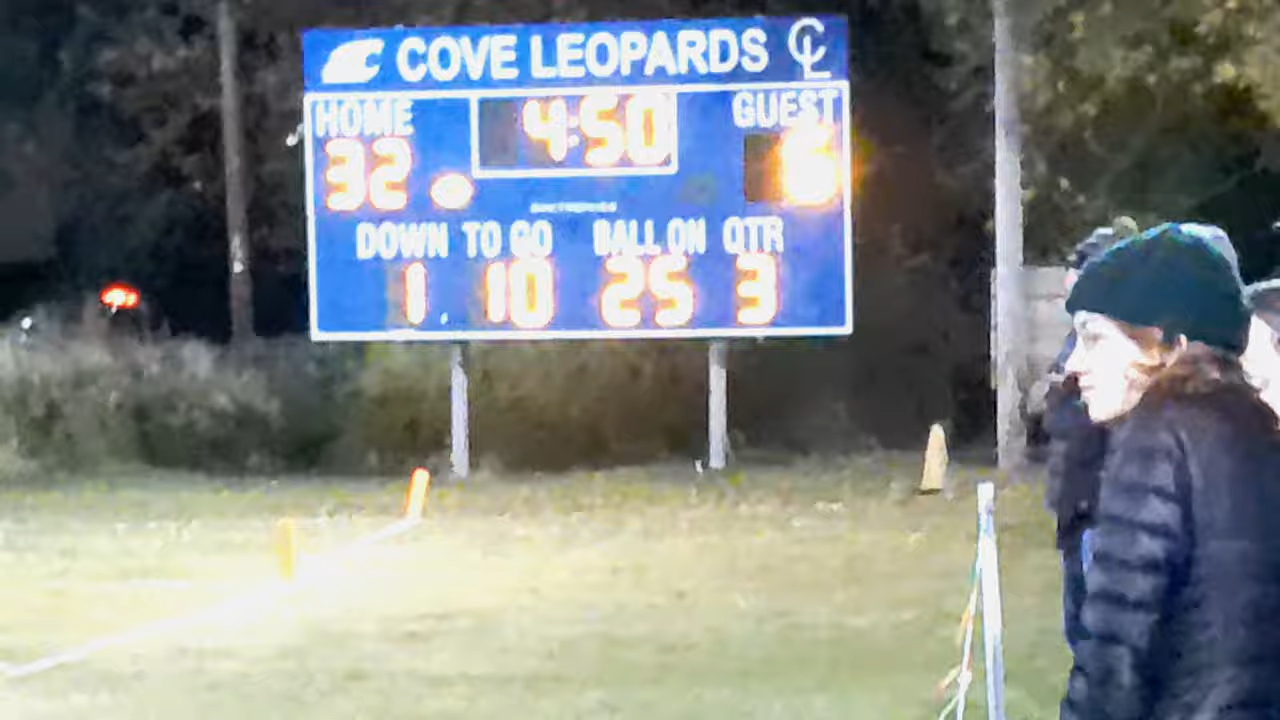 COVE LEOPARDS CL
HOME 4:50 GUEST
32 6
DOWN TO GO BALL ON QTR
1 10 25 3